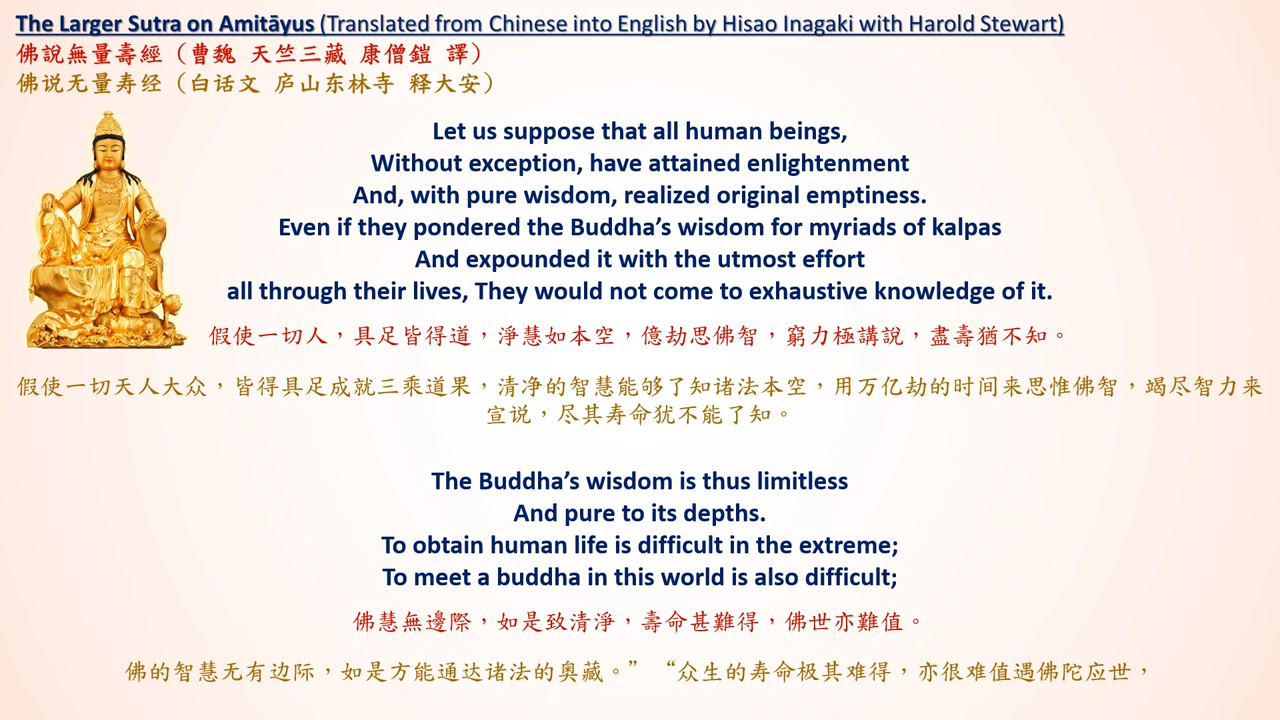 The Larger Sutra on Amitāyus (Translated from Chinese into English by Hisao Inagaki with Harold Stewart)
佛說無量壽經（曹魏 天竺三藏 康僧鎧 譯）
佛说无量寿经（白话文 庐山东林寺 释大安）
Let us suppose that all human beings,
Without exception, have attained enlightenment
And, with pure wisdom, realized original emptiness.
Even if they pondered the Buddha’s wisdom for myriads of kalpas
And expounded it with the utmost effort
all through their lives, They would not come to exhaustive knowledge of it.
假使一切人，具足皆得道，淨慧如本空，億劫思佛智，窮力極講說，盡壽猶不知。
假使一切天人大众，皆得具足成就三乘道果，清净的智慧能够了知诸法本空，用万亿劫的时间来思惟佛智，竭尽智力来
宣说，尽其寿命犹不能了知。
The Buddha’s wisdom is thus limitless
And pure to its depths.
To obtain human life is difficult in the extreme;
To meet a buddha in this world is also difficult;
佛慧無邊際，如是致清淨，壽命甚難得，佛世亦難值。
佛的智慧无有边际，如是方能通达诸法的奥藏。” “众生的寿命极其难得，亦很难值遇佛陀应世，